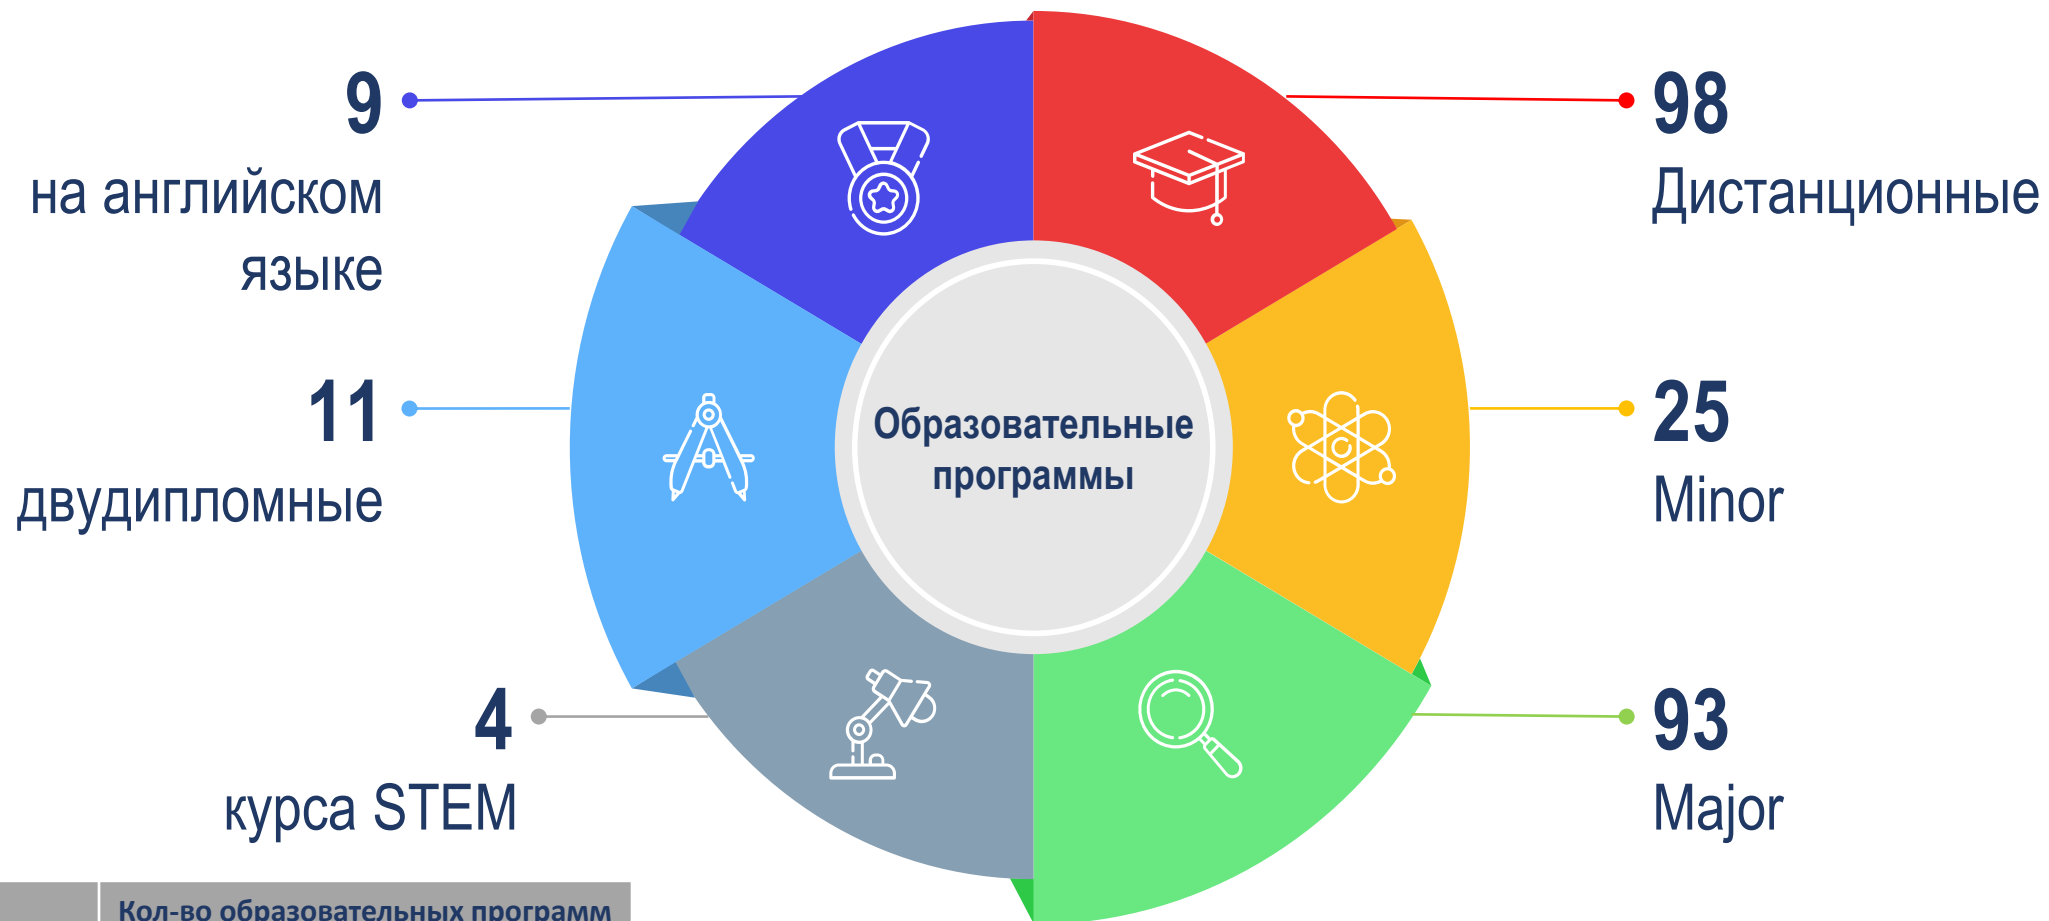 9
на английском
языке
11
двудипломные
4
курса STEM
Образовательные
программы
98
Дистанционные
25
Minor
93
Major
Кол-во образовательных программ